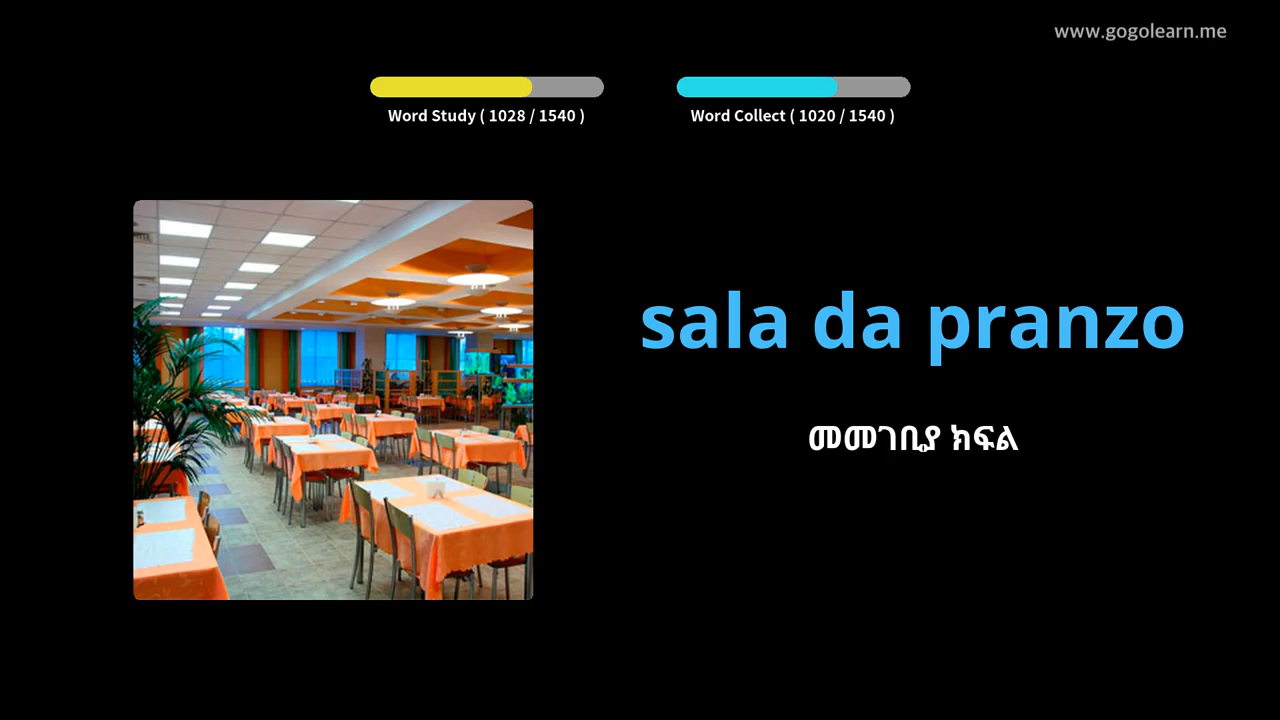 www.gogolearn.me
Word Study ( 1028 / 1540 )
Word Collect ( 1020 / 1540 )
sala da pranzo
መመገቢያ ክፍል